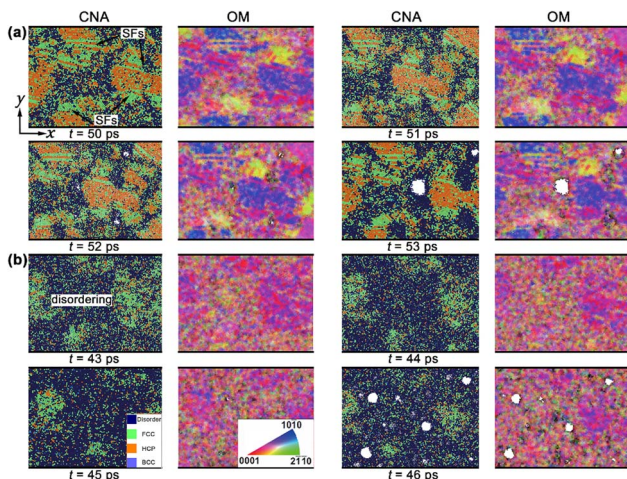 CNA OM CNA OM
(a) SFs
y
SFs
x
t = 50 ps t = 51 ps
t = 52 ps t = 53 ps
(b)
disordering
t = 43 ps t = 44 ps
Disorder
FCC
HCP
BCC
1010
0001 2110
t = 45 ps t = 46 ps